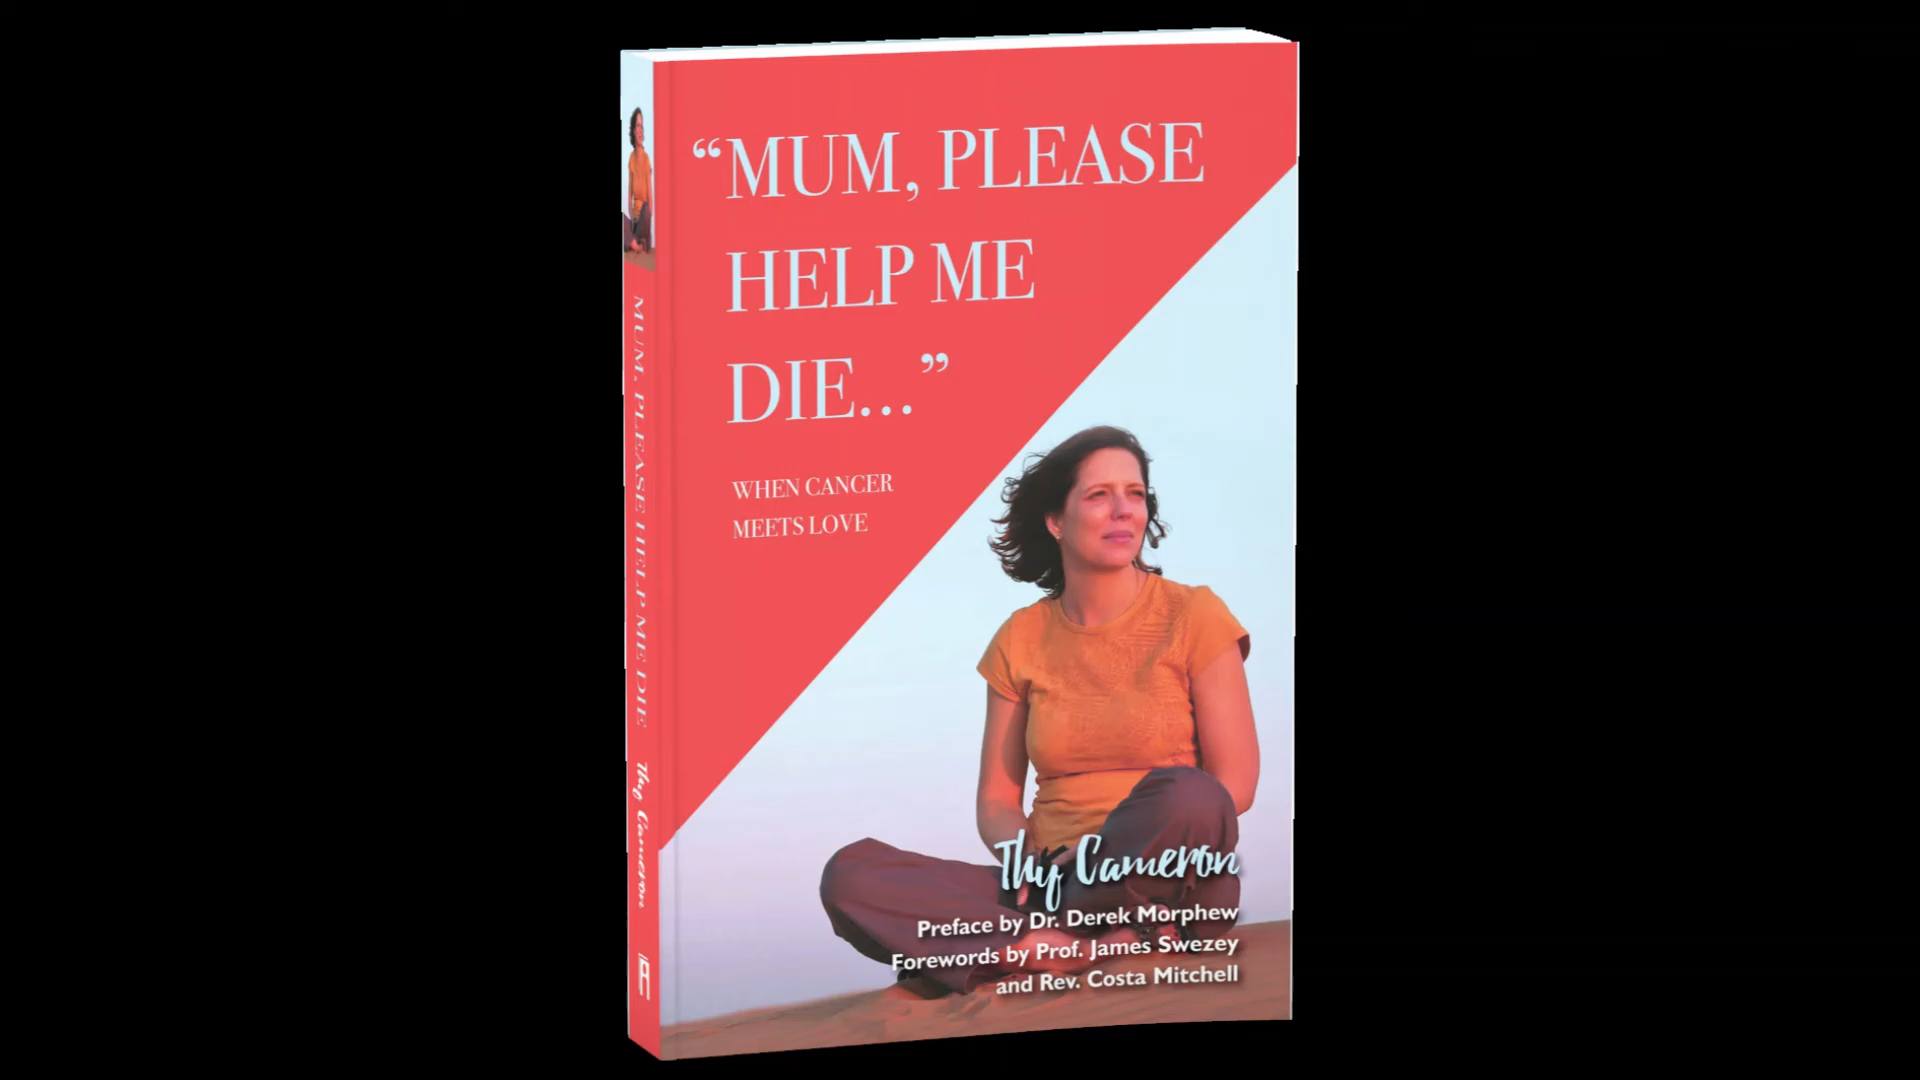 “MUM, PLEASE
HELP ME
DIE...”
WHEN CANCER
MEETS LOVE
Thy Cameron
Preface by Dr. Derek Morphew
Forewords by Prof. James Swezey
and Rev. Costa Mitchell
MUM, PLEASE HELP ME DIE
Thy Cameron